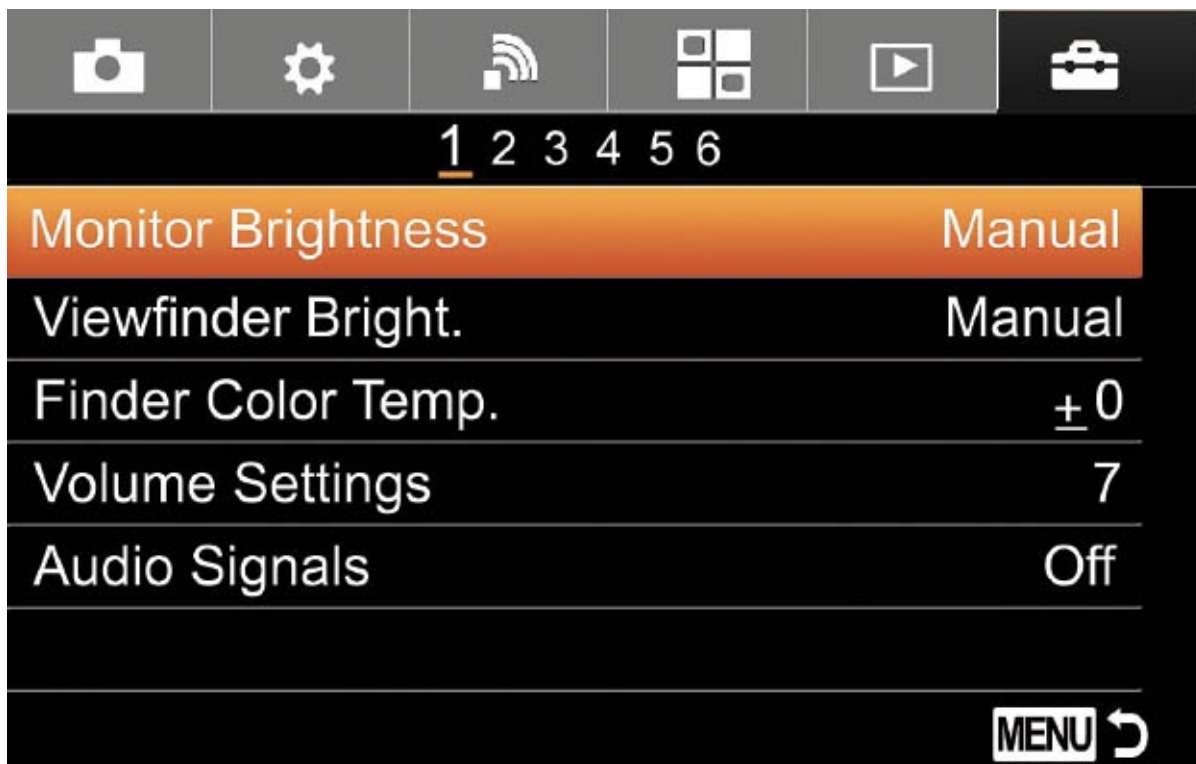 1 2 3 4 5 6
Monitor Brightness Manual
Viewfinder Bright. Manual
Finder Color Temp. ±0
Volume Settings 7
Audio Signals Off
MENU